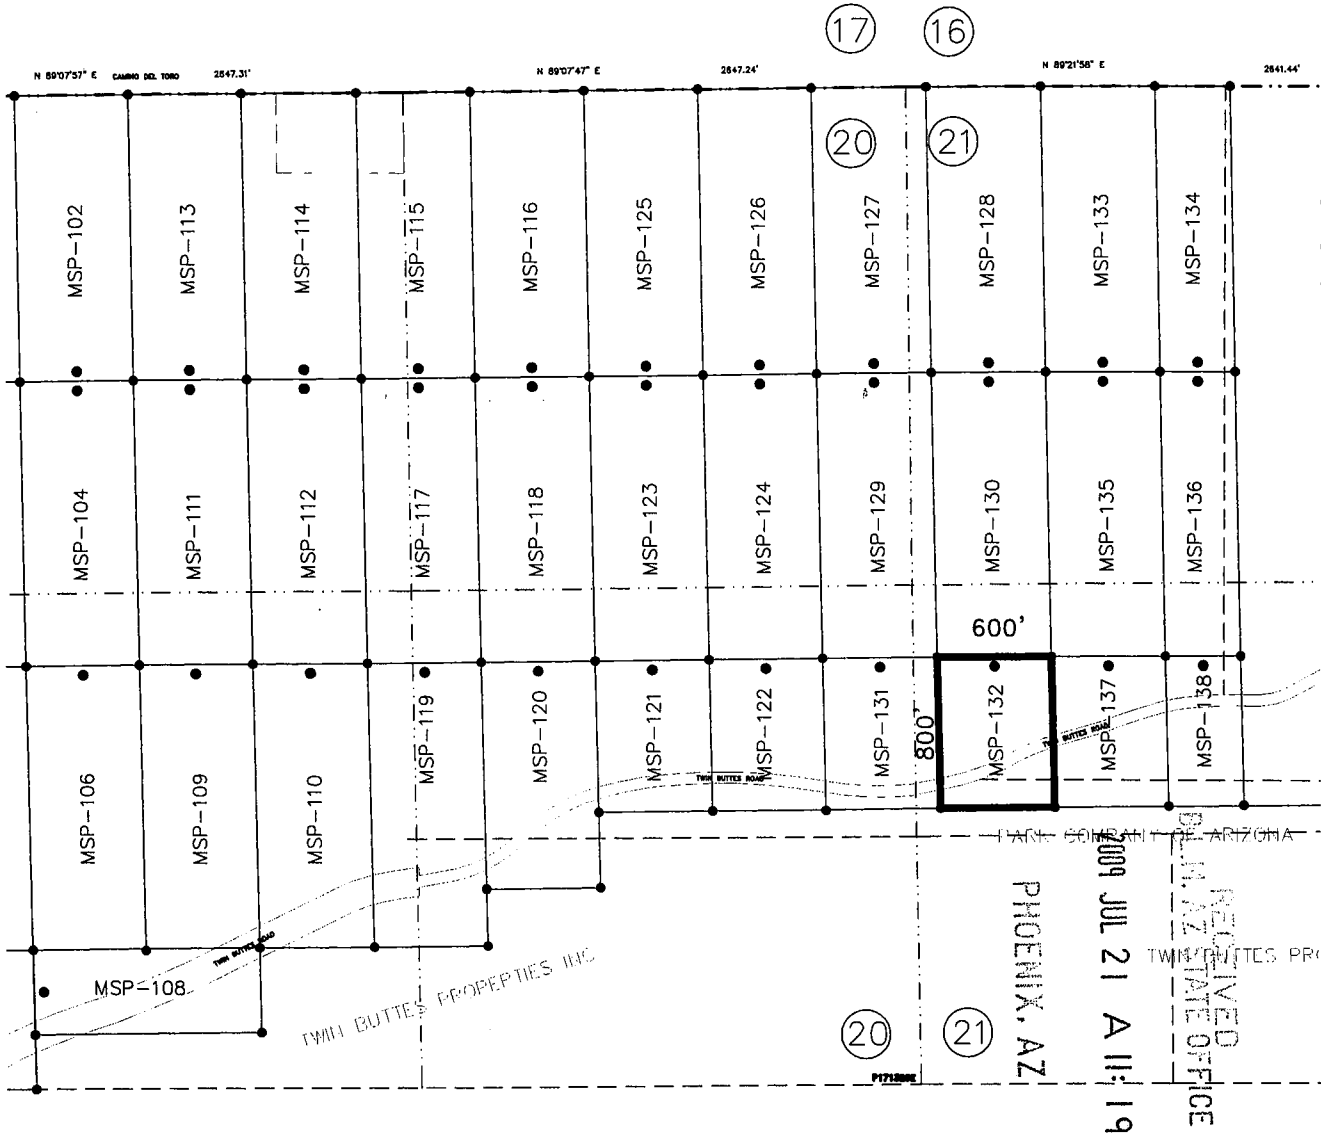 17 16
N 89°07'57" E CAMINO DEL TORO 2647.31' N 89°07'47" E 2647.24' N 89°21'58" E 2641.44'
20 21
MSP-102 MSP-113 MSP-114 MSP-115 MSP-116 MSP-125 MSP-126 MSP-127 MSP-128 MSP-133 MSP-134
MSP-104 MSP-111 MSP-112 MSP-117 MSP-118 MSP-123 MSP-124 MSP-129 MSP-130 MSP-135 MSP-136
600'
800'
MSP-106 MSP-109 MSP-110 MSP-119 MSP-120 MSP-121 MSP-122 MSP-131 MSP-132 MSP-137 MSP-138
TWIN BUTTES ROAD
TWIN BUTTES ROAD
TWIN BUTTES ROAD
PARK COMPANY OF ARIZONA
MSP-108
TWIN BUTTES PROPERTIES INC
TWIN BUTTES PRO
RECEIVED
B.L.M. AZ STATE OFFICE
2009 JUL 21 A 11:19
PHOENIX, AZ
20 21